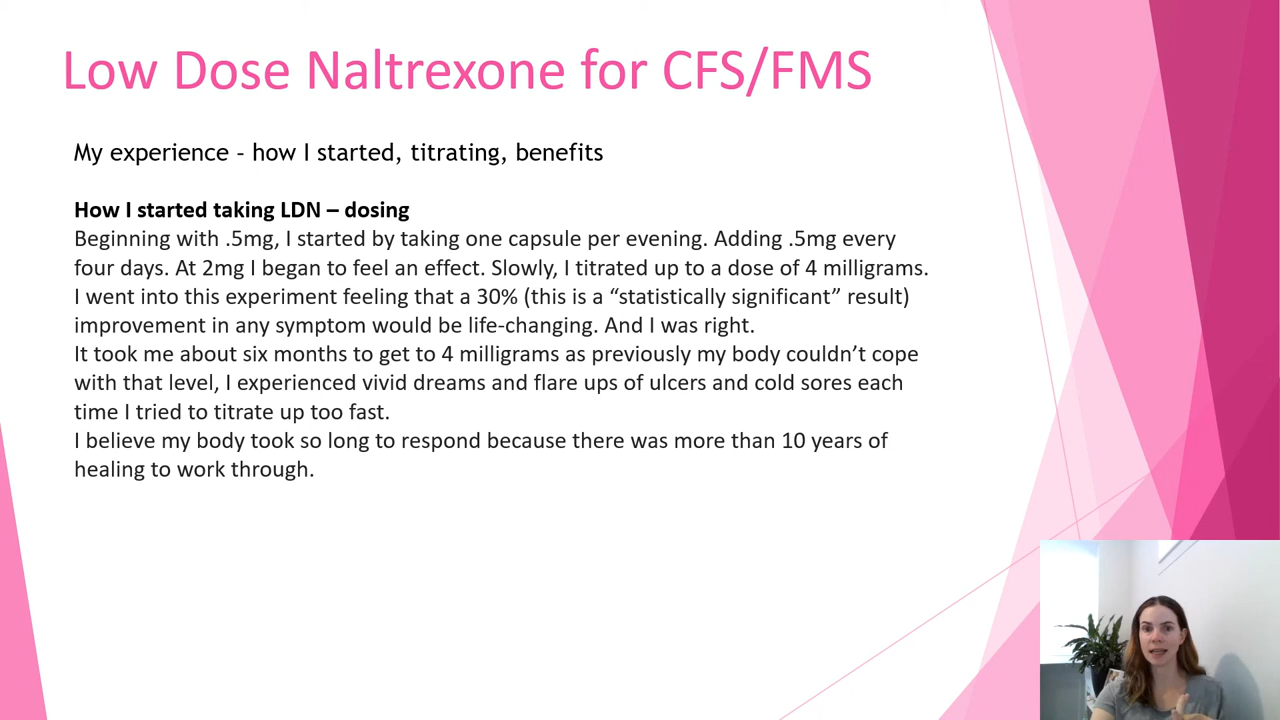 Low Dose Naltrexone for CFS/FMS
My experience - how I started, titrating, benefits
How I started taking LDN – dosing
Beginning with .5mg, I started by taking one capsule per evening. Adding .5mg every
four days. At 2mg I began to feel an effect. Slowly, I titrated up to a dose of 4 milligrams.
I went into this experiment feeling that a 30% (this is a “statistically significant” result)
improvement in any symptom would be life-changing. And I was right.
It took me about six months to get to 4 milligrams as previously my body couldn’t cope
with that level, I experienced vivid dreams and flare ups of ulcers and cold sores each
time I tried to titrate up too fast.
I believe my body took so long to respond because there was more than 10 years of
healing to work through.